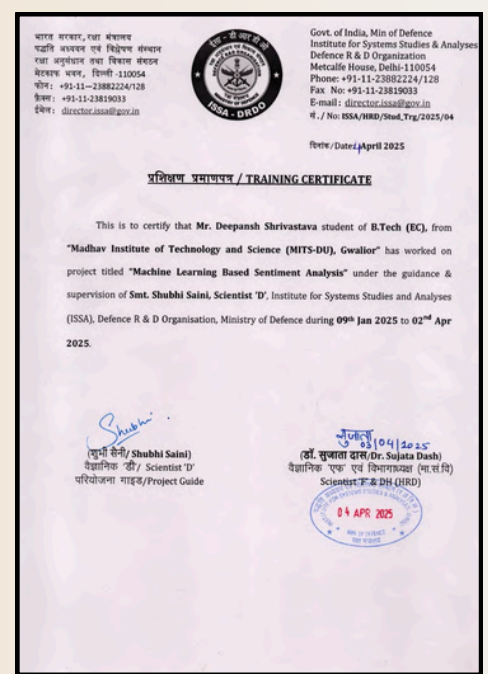 भारत सरकार, रक्षा मंत्रालय
पद्धति अध्ययन एवं विश्लेषण संस्थान
रक्षा अनुसंधान तथा विकास संगठन
मेटकाफ भवन, दिल्ली -110054
फोन: +91-11-23882224/128
फ़ैक्स: +91-11-23819033
ईमेल: director.issa@gov.in
ISSA - DRDO
Govt. of India, Min of Defence
Institute for Systems Studies & Analyses
Defence R & D Organization
Metcalfe House, Delhi-110054
Phone: +91-11-23882224/128
Fax No: +91-11-23819033
E-mail: director.issa@gov.in
सं./ No: ISSA/HRD/Stud_Trg/2025/04
दिनांक/Date: April 2025
प्रशिक्षण प्रमाणपत्र / TRAINING CERTIFICATE
This is to certify that Mr. Deepansh Shrivastava student of B.Tech (EC), from
"Madhav Institute of Technology and Science (MITS-DU), Gwalior" has worked on
project titled "Machine Learning Based Sentiment Analysis" under the guidance &
supervision of Smt. Shubhi Saini, Scientist 'D', Institute for Systems Studies and Analyses
(ISSA), Defence R & D Organisation, Ministry of Defence during 09th Jan 2025 to 02nd Apr
2025.
Shubhi
(शुभी सैनी/ Shubhi Saini)
वैज्ञानिक 'डी'/ Scientist 'D'
परियोजना गाइड/Project Guide
सुजाता
03/04/2025
(डॉ. सुजाता दास/Dr. Sujata Dash)
वैज्ञानिक 'एफ' एवं विभागाध्यक्ष (मा.सं.वि)
Scientist 'F' & DH (HRD)
04 APR 2025
MIN OF DEFENCE
रक्षा मंत्रालय